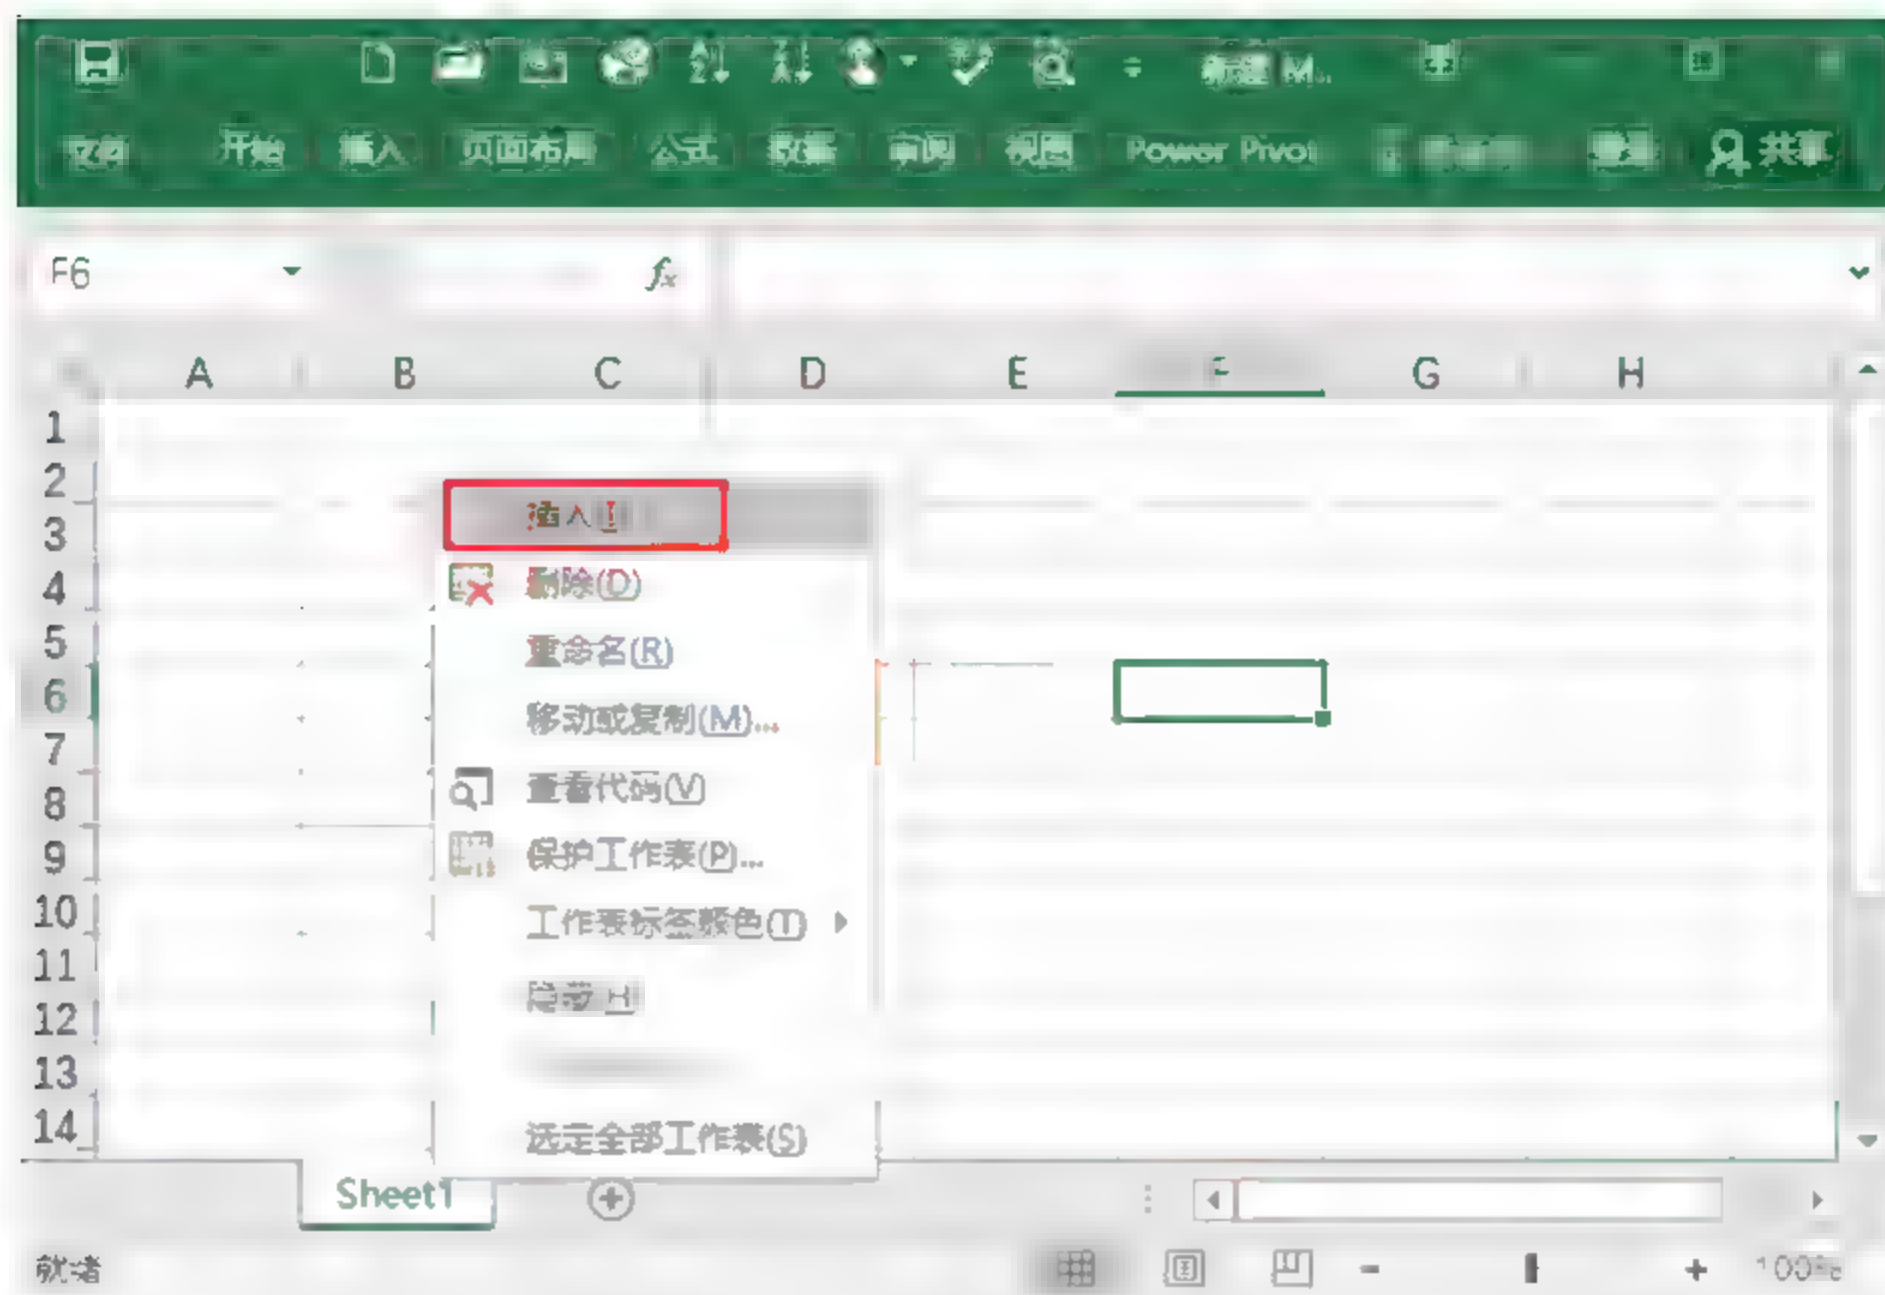 开始 插入 页面布局 公式 数据 审阅 视图 Power Pivot 共享
F6 fx
A B C D E F G H
1
2
插入(I)
3
删除(D)
4
重命名(R)
5
6
移动或复制(M)...
7
查看代码(V)
8
保护工作表(P)...
9
工作表标签颜色(T)
10
11
隐藏(H)
12
13
选定全部工作表(S)
14
Sheet1
就绪 100%